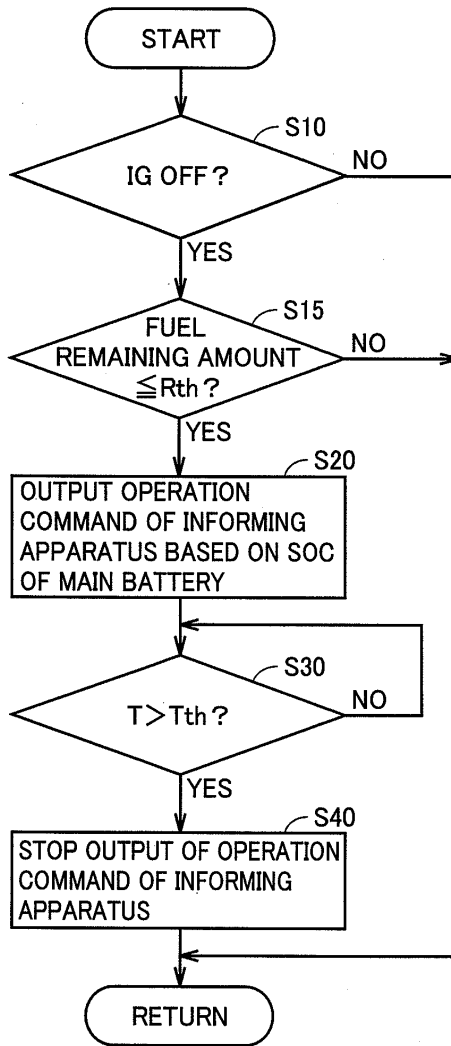 START
S10
IG OFF?
NO
YES
S15
FUEL
REMAINING AMOUNT
≦Rth?
NO
YES
S20
OUTPUT OPERATION
COMMAND OF INFORMING
APPARATUS BASED ON SOC
OF MAIN BATTERY
S30
T>Tth?
NO
YES
S40
STOP OUTPUT OF OPERATION
COMMAND OF INFORMING
APPARATUS
RETURN